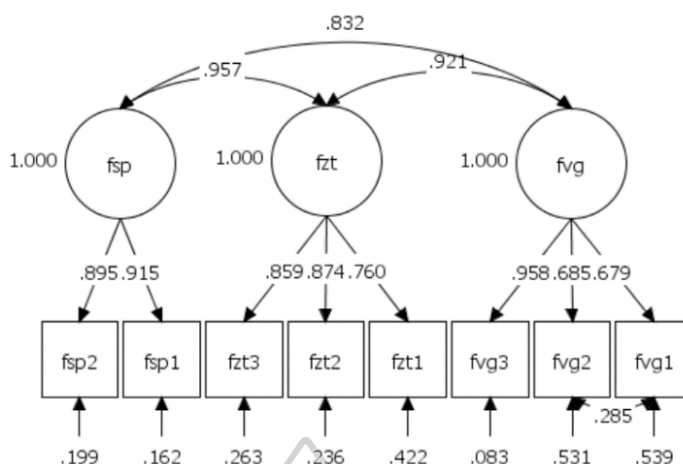 .832
.957 .921
1.000 fsp 1.000 fzt 1.000 fvg
.895 .915 .859 .874 .760 .958 .685 .679
fsp2 fsp1 fzt3 fzt2 fzt1 fvg3 fvg2 fvg1
.285
.199 .162 .263 .236 .422 .083 .531 .539